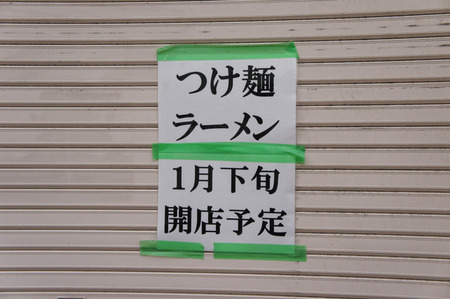 つけ麺
ラーメン
1月下旬
開店予定